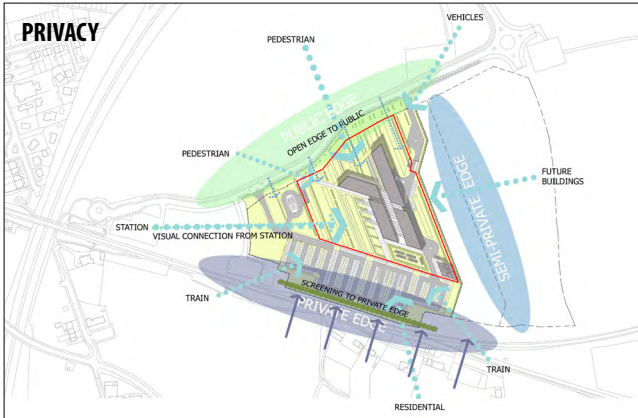 PRIVACY
VEHICLES
PEDESTRIAN
PUBLIC EDGE
OPEN EDGE TO PUBLIC
PEDESTRIAN
FUTURE
BUILDINGS
SEMI-PRIVATE EDGE
STATION
VISUAL CONNECTION FROM STATION
SCREENING TO PRIVATE EDGE
PRIVATE EDGE
TRAIN
TRAIN
RESIDENTIAL